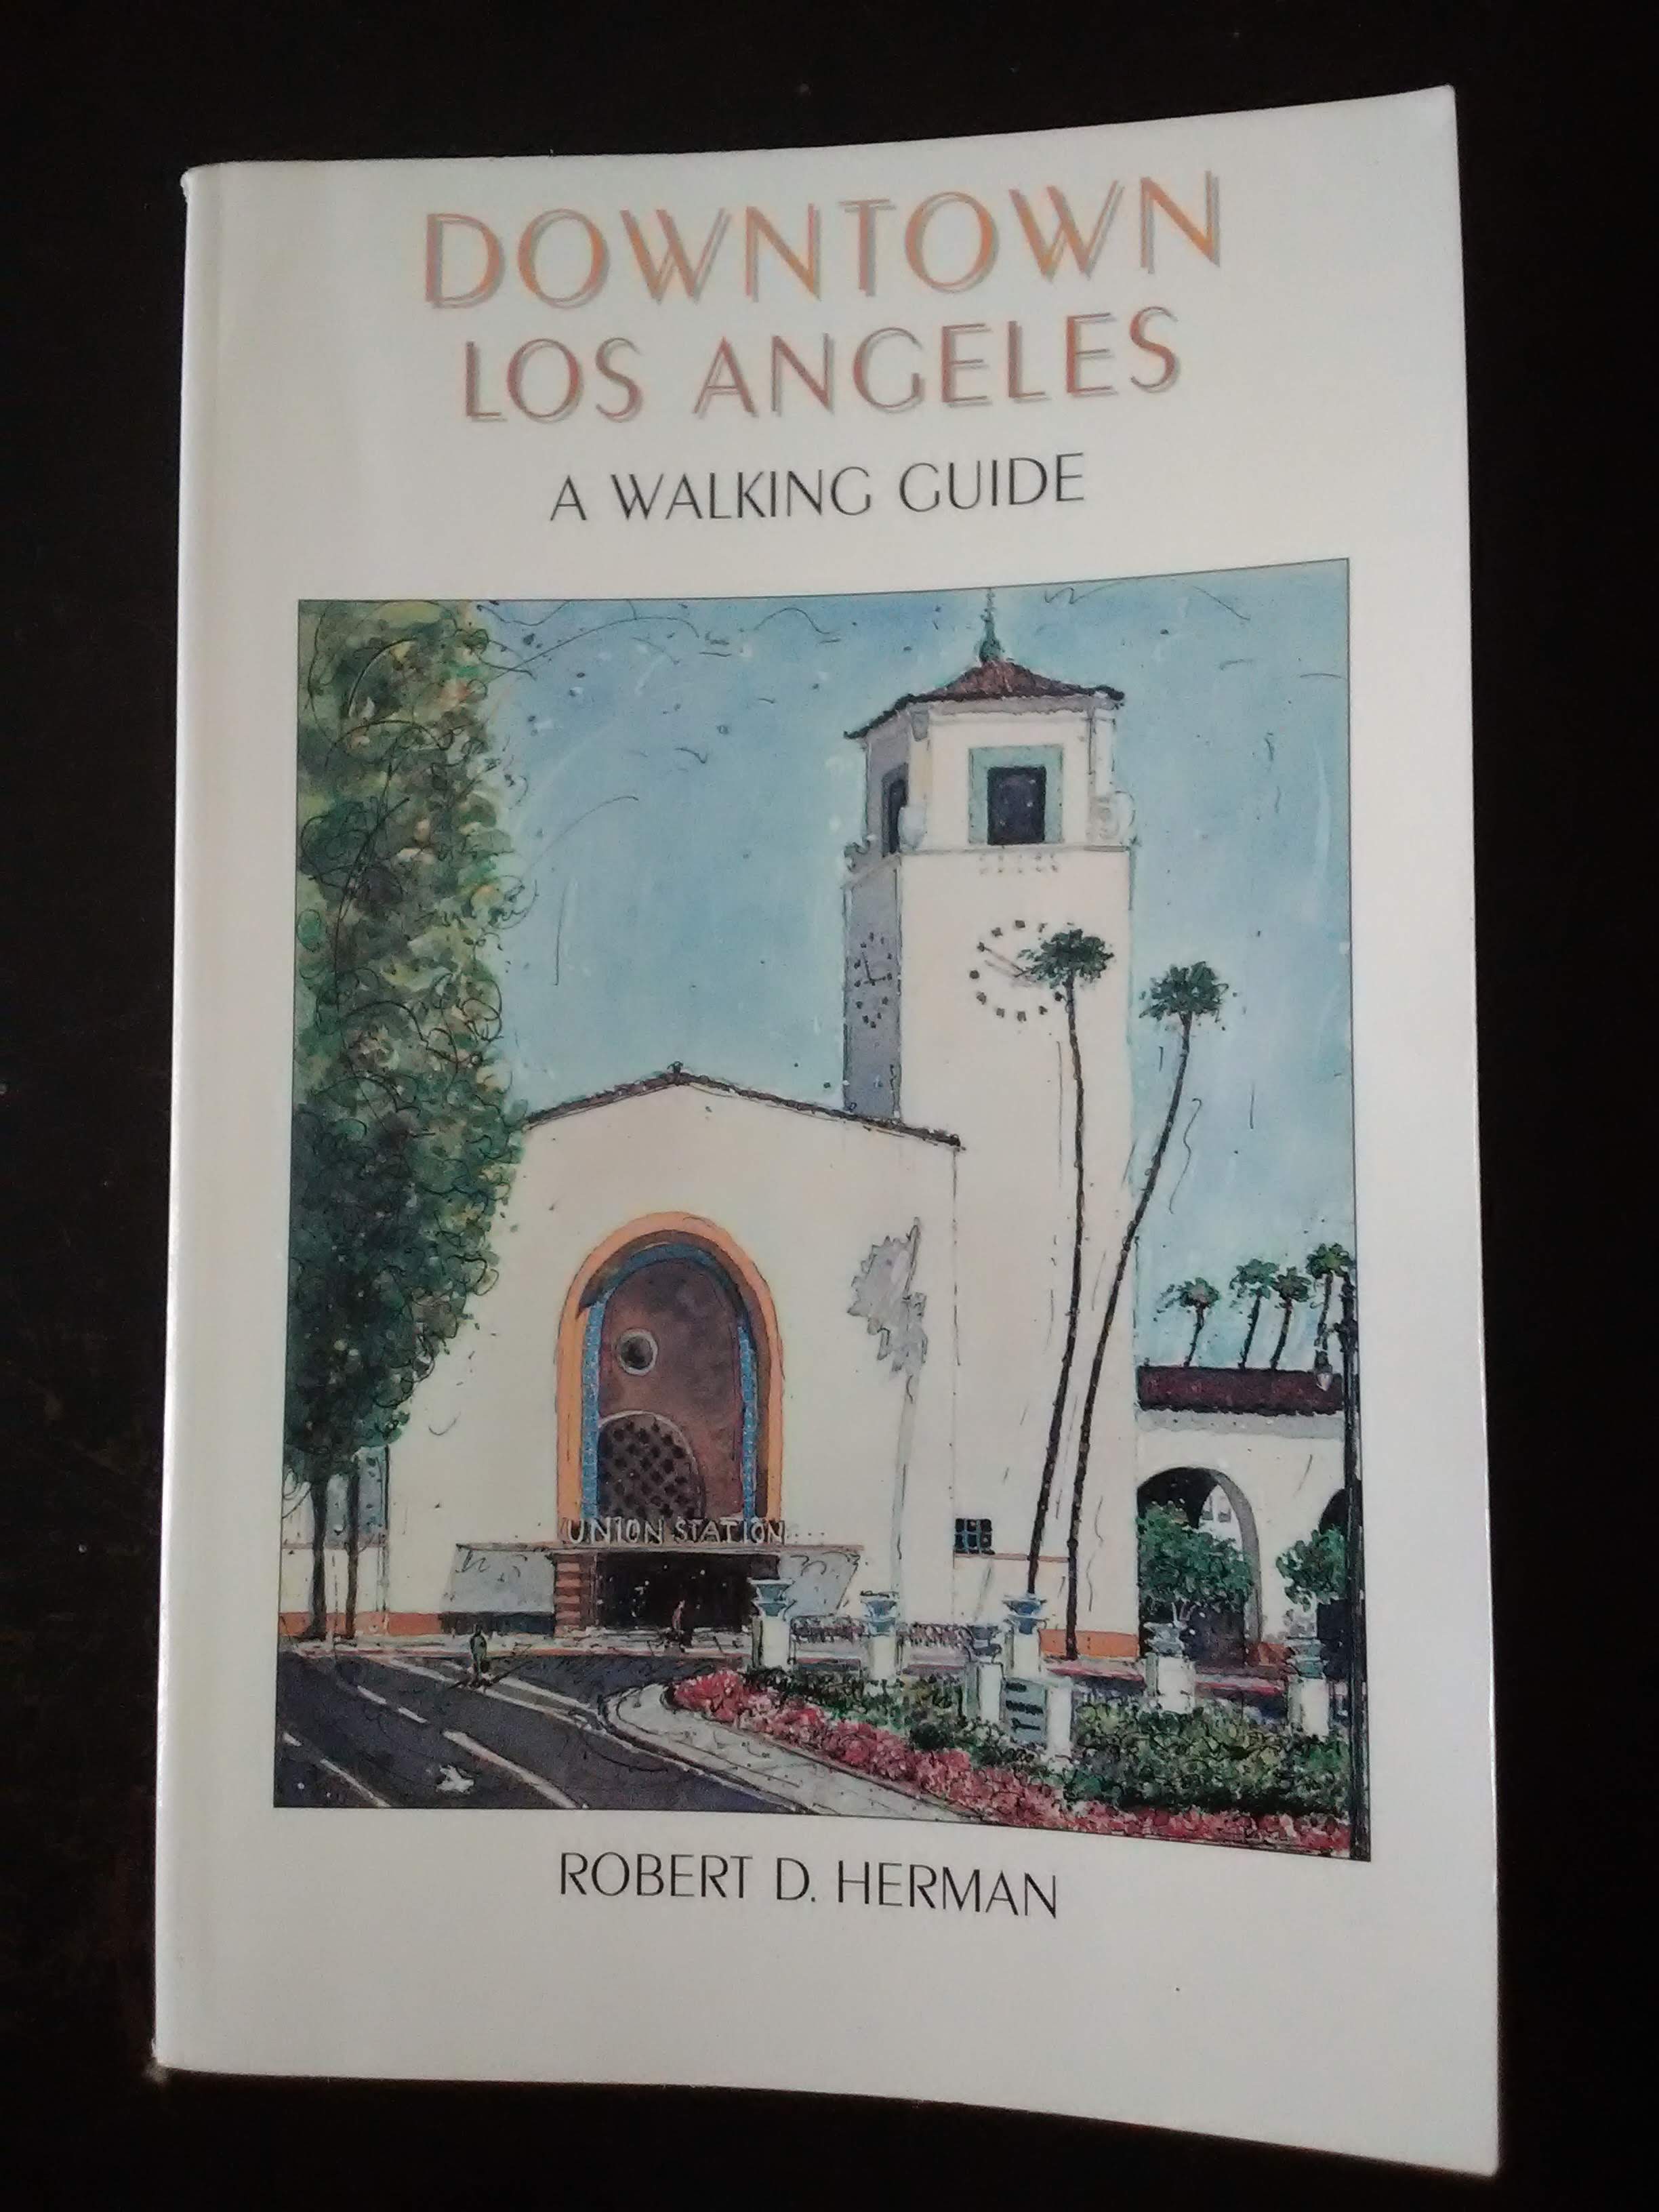 DOWNTOWN
LOS ANGELES
A WALKING GUIDE
UNION STATION
ROBERT D. HERMAN